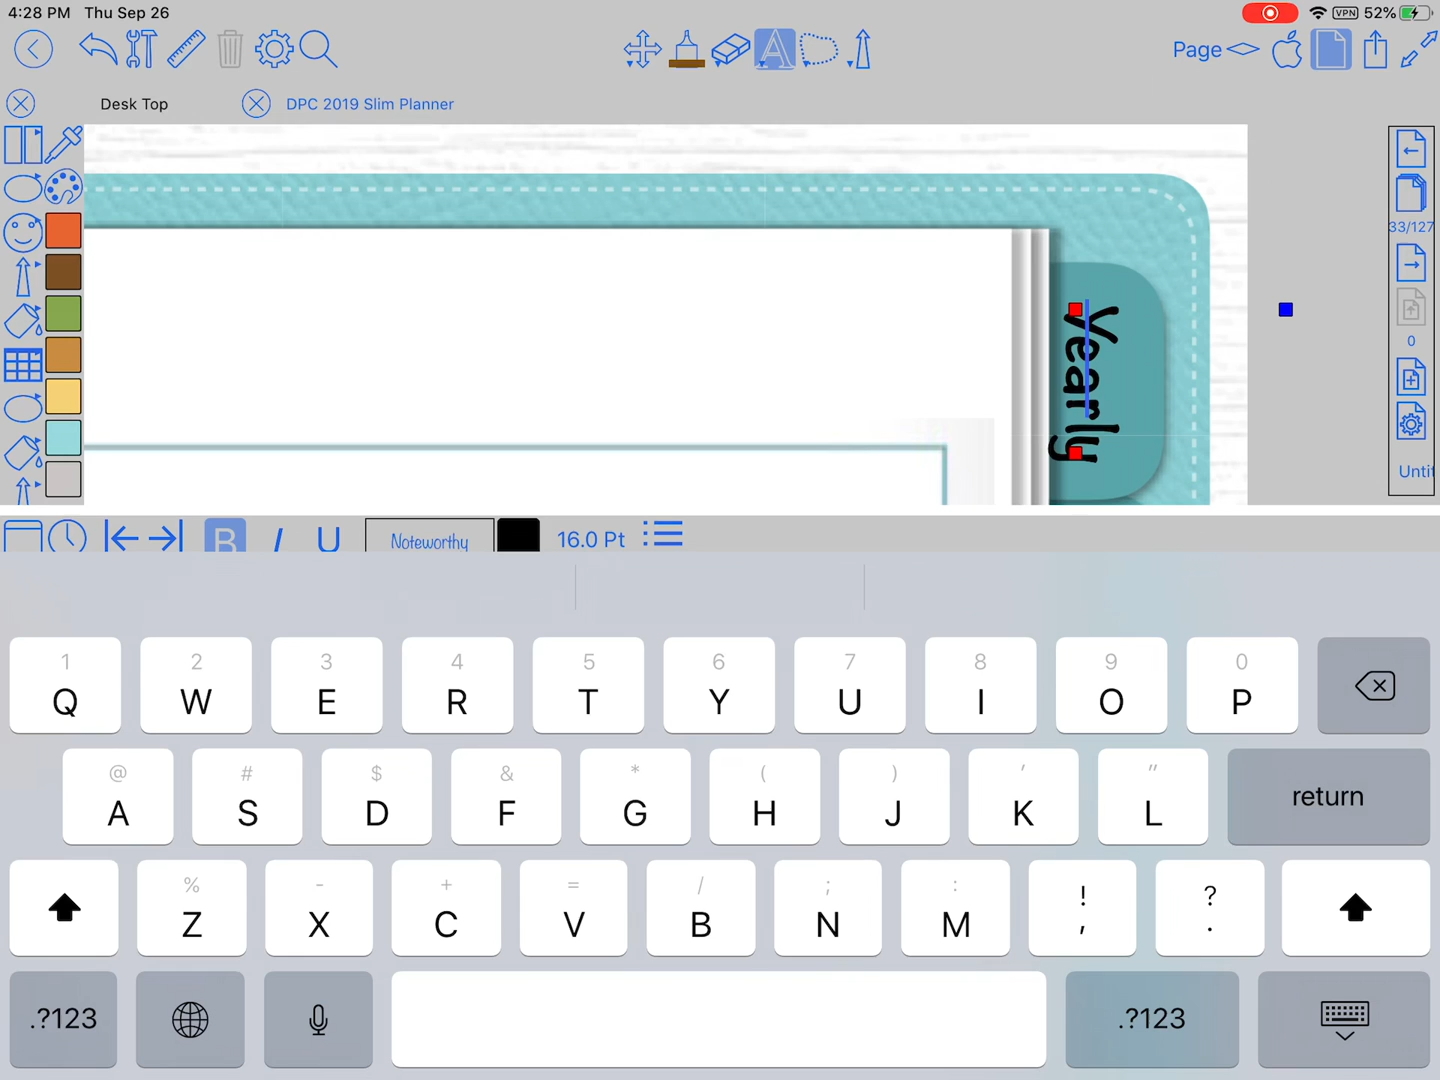 4:28 PM Thu Sep 26
VPN 52%
A
Page
Desk Top
DPC 2019 Slim Planner
33/127
0
Yearly
Unti
B I U Noteworthy 16.0 Pt
1 2 3 4 5 6 7 8 9 0
Q W E R T Y U I O P
@ # $ & * ( ) ' "
A S D F G H J K L return
% - + = / ; : ! ?
Z X C V B N M , .
.?123 .?123